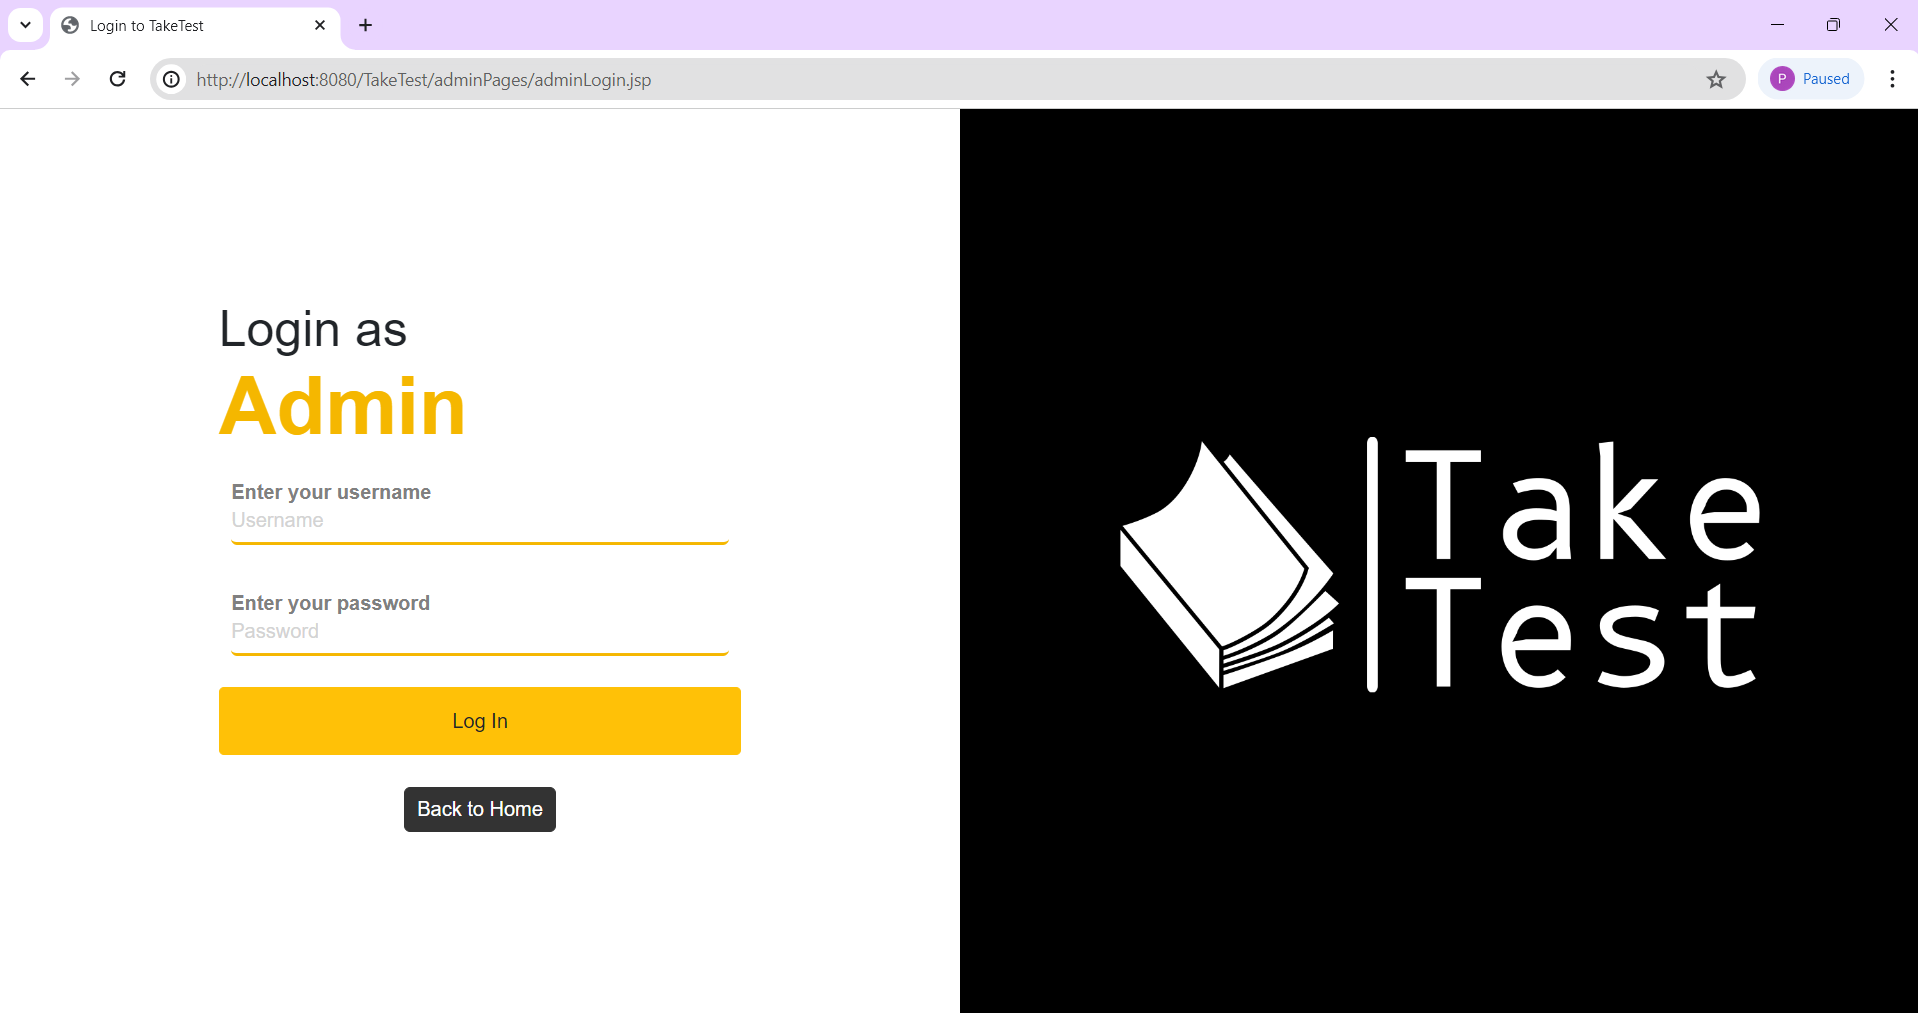 Login to TakeTest
http://localhost:8080/TakeTest/adminPages/adminLogin.jsp
P Paused
Login as
Admin
Enter your username
Username
Enter your password
Password
Log In
Back to Home
Take
Test